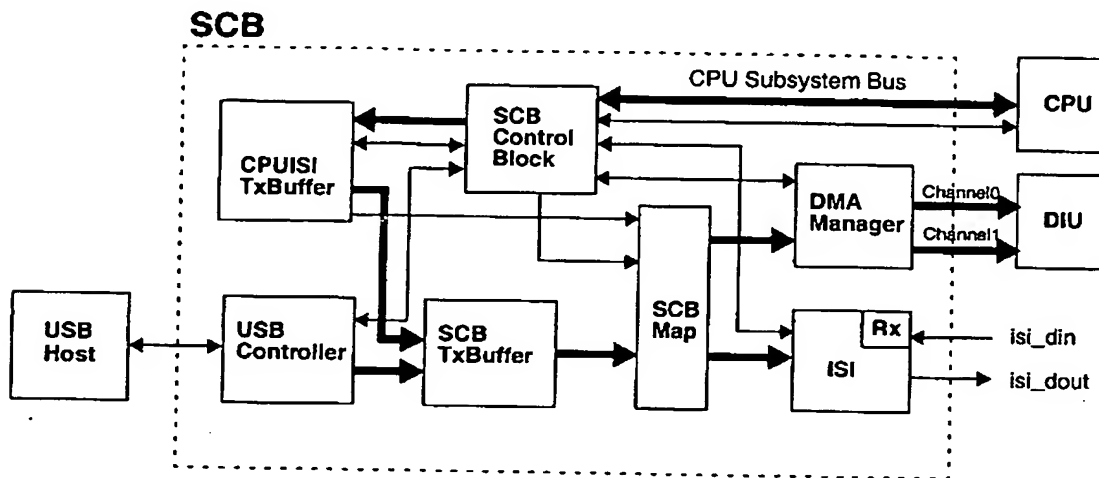 SCB
CPU Subsystem Bus
CPU
SCB
Control
Block
CPUISI
TxBuffer
DMA
Manager
Channel0
Channel1
DIU
USB
Host
USB
Controller
SCB
TxBuffer
SCB
Map
Rx
ISI
isi_din
isi_dout